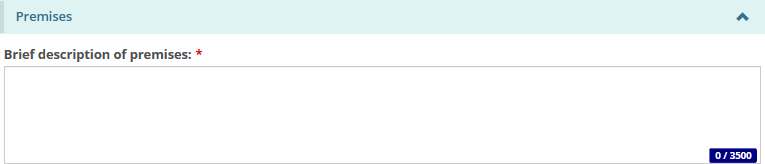 Premises
Brief description of premises: *
0 / 3500